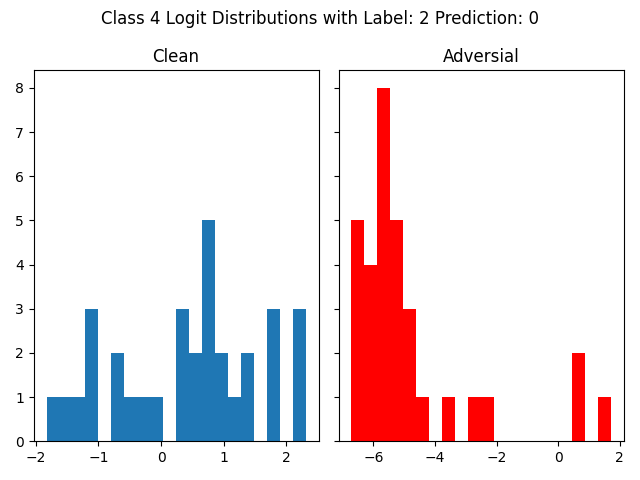 Class 4 Logit Distributions with Label: 2 Prediction: 0
Clean
Adversial
8
7
6
5
4
3
2
1
0
−2 −1 0 1 2
−6 −4 −2 0 2